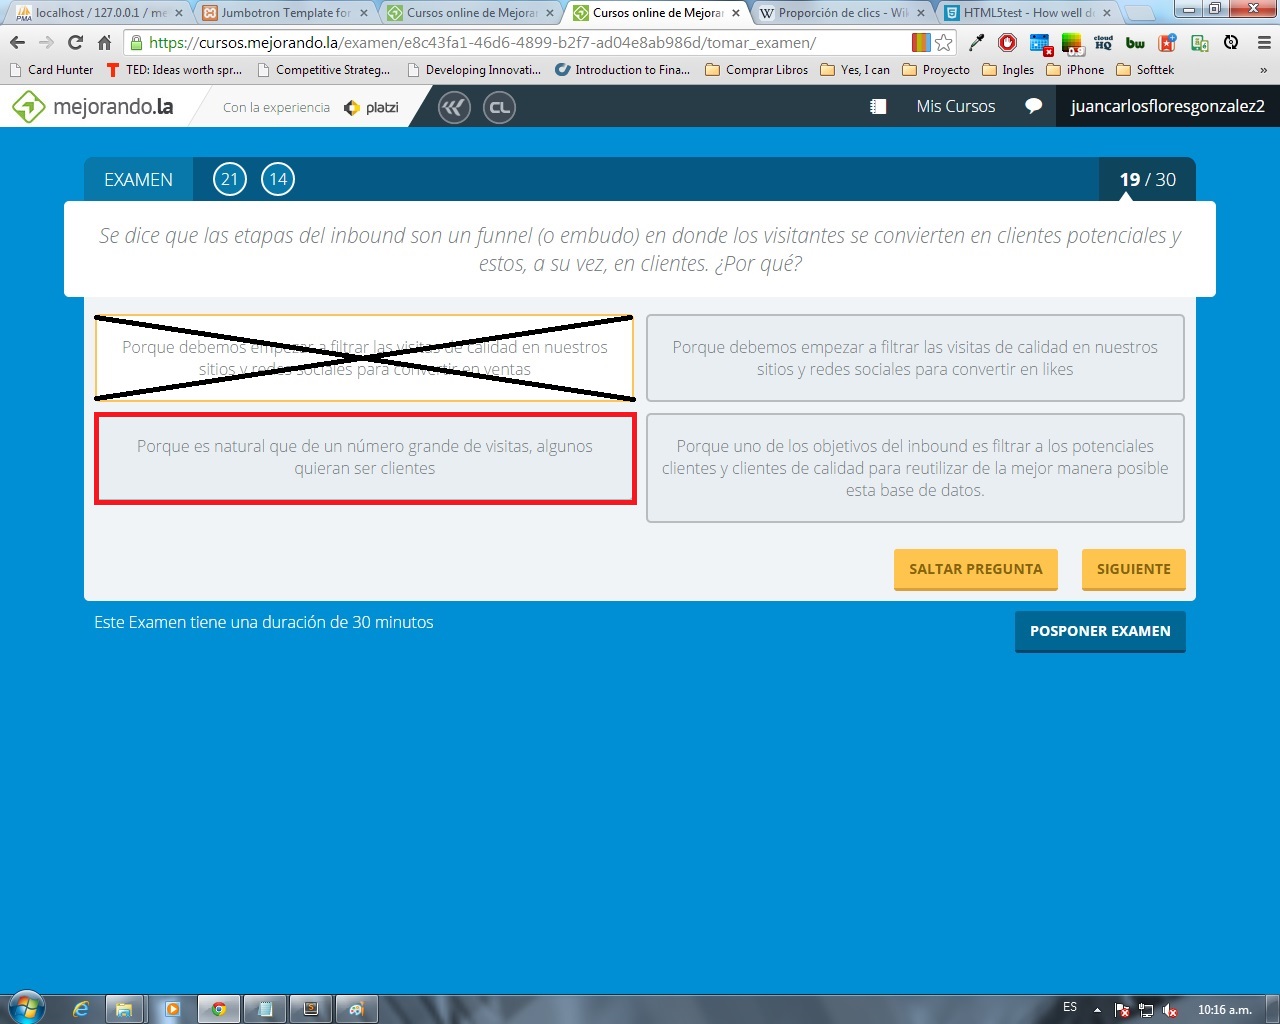 localhost / 127.0.0.1 / me
Jumbotron Template for
Cursos online de Mejorar
Cursos online de Mejorar
Proporción de clics - Wik
HTML5test - How well d
https://cursos.mejorando.la/examen/e8c43fa1-46d6-4899-b2f7-ad04e8ab986d/tomar_examen/
Card Hunter
TED: Ideas worth spr...
Competitive Strateg...
Developing Innovati...
Introduction to Fina...
Comprar Libros
Yes, I can
Proyecto
Ingles
iPhone
Softtek
»
mejorando.la
Con la experiencia
platzi
CL
Mis Cursos
juancarlosfloresgonzalez2
EXAMEN
21
14
19 / 30
Se dice que las etapas del inbound son un funnel (o embudo) en donde los visitantes se convierten en clientes potenciales y
estos, a su vez, en clientes. ¿Por qué?
Porque debemos empezar a filtrar las visitas de calidad en nuestros
sitios y redes sociales para convertir en ventas
Porque debemos empezar a filtrar las visitas de calidad en nuestros
sitios y redes sociales para convertir en likes
Porque es natural que de un número grande de visitas, algunos
quieran ser clientes
Porque uno de los objetivos del inbound es filtrar a los potenciales
clientes y clientes de calidad para reutilizar de la mejor manera posible
esta base de datos.
SALTAR PREGUNTA
SIGUIENTE
Este Examen tiene una duración de 30 minutos
POSPONER EXAMEN
ES
10:16 a.m.